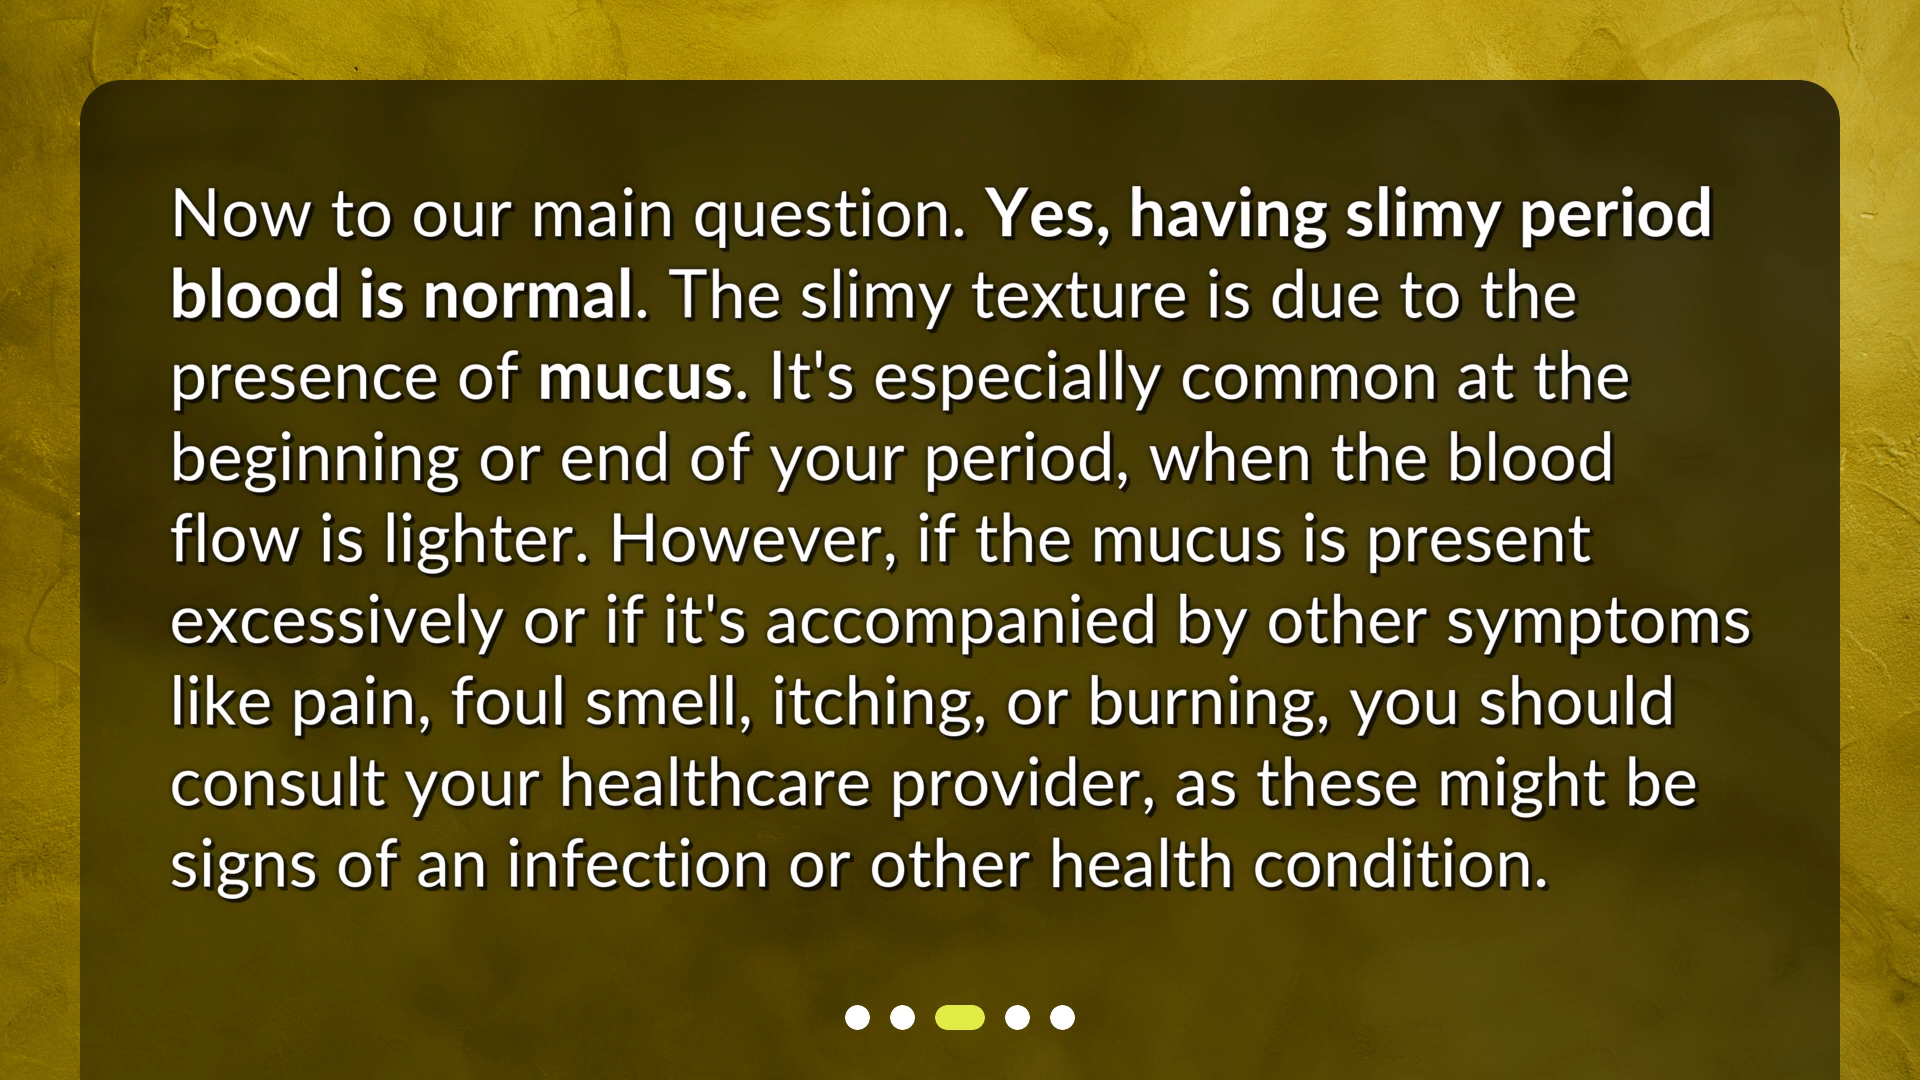 Now to our main question. Yes, having slimy period
blood is normal. The slimy texture is due to the
presence of mucus. It's especially common at the
beginning or end of your period, when the blood
flow is lighter. However, if the mucus is present
excessively or if it's accompanied by other symptoms
like pain, foul smell, itching, or burning, you should
consult your healthcare provider, as these might be
signs of an infection or other health condition.